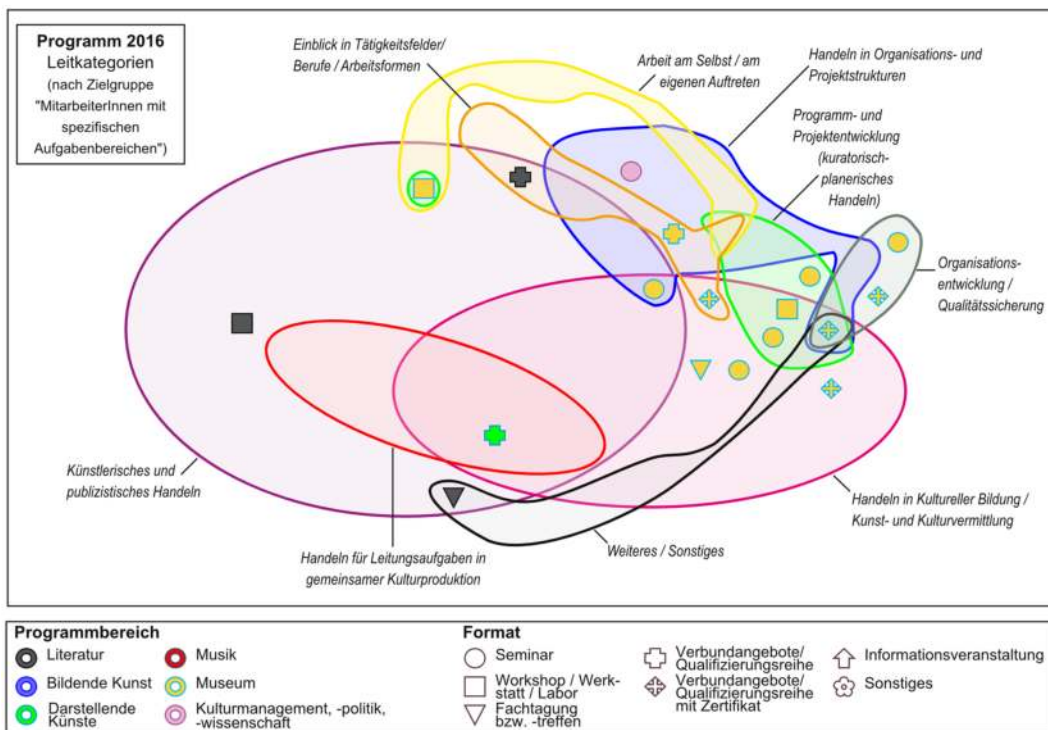 Programm 2016
Leitkategorien
(nach Zielgruppe
"MitarbeiterInnen mit
spezifischen
Aufgabenbereichen")
Einblick in Tätigkeitsfelder/
Berufe / Arbeitsformen
Arbeit am Selbst / am
eigenen Auftreten
Handeln in Organisations- und
Projektstrukturen
Programm- und
Projektentwicklung
(kuratorisch-
planerisches
Handeln)
Organisations-
entwicklung /
Qualitätssicherung
Künstlerisches und
publizistisches Handeln
Handeln für Leitungsaufgaben in
gemeinsamer Kulturproduktion
Weiteres / Sonstiges
Handeln in Kultureller Bildung /
Kunst- und Kulturvermittlung
Programmbereich
Literatur
Bildende Kunst
Darstellende
Künste
Musik
Museum
Kulturmanagement, -politik,
-wissenschaft
Format
Seminar
Workshop / Werk-
statt / Labor
Fachtagung
bzw. -treffen
Verbundangebote/
Qualifizierungsreihe
Verbundangebote/
Qualifizierungsreihe
mit Zertifikat
Informationsveranstaltung
Sonstiges